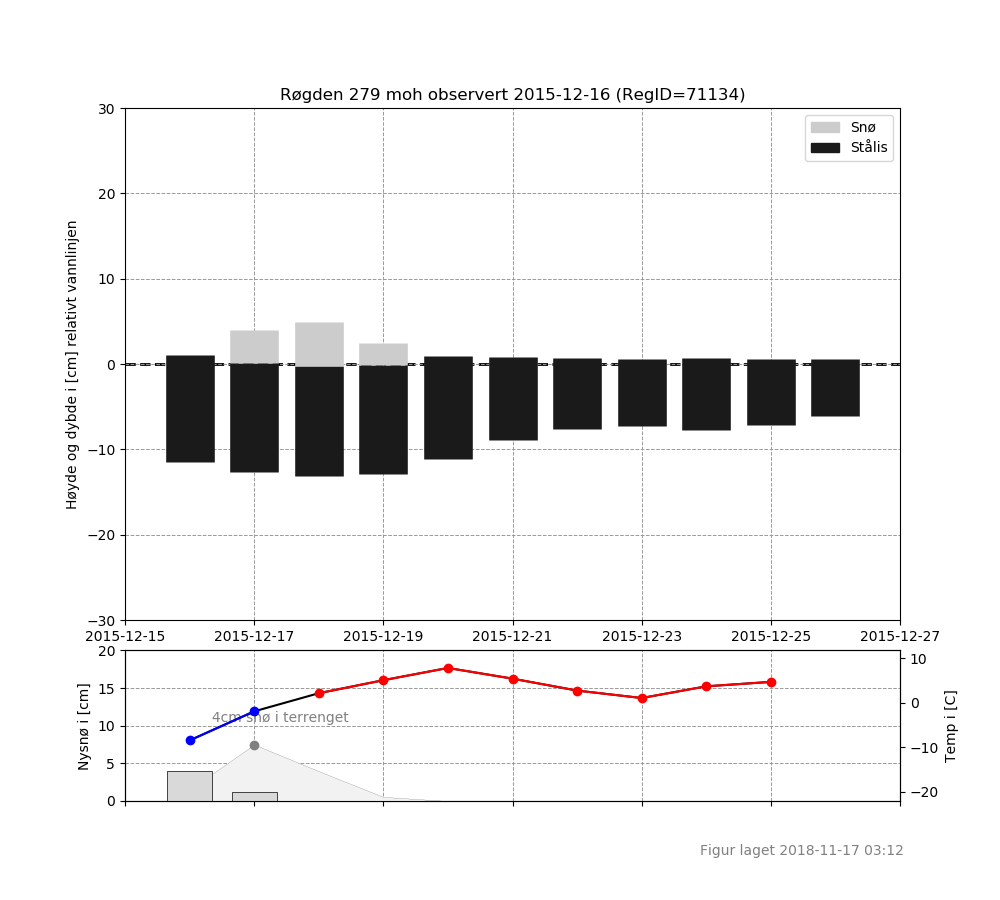 Røgden 279 moh observert 2015-12-16 (RegID=71134)
Snø
Stålis
Høyde og dybde i [cm] relativt vannlinjen
30
20
10
0
−10
−20
−30
2015-12-15 2015-12-17 2015-12-19 2015-12-21 2015-12-23 2015-12-25 2015-12-27
Nysnø i [cm]
20
15
10
5
0
4cm snø i terrenget
10
0
−10
−20
Temp i [C]
Figur laget 2018-11-17 03:12